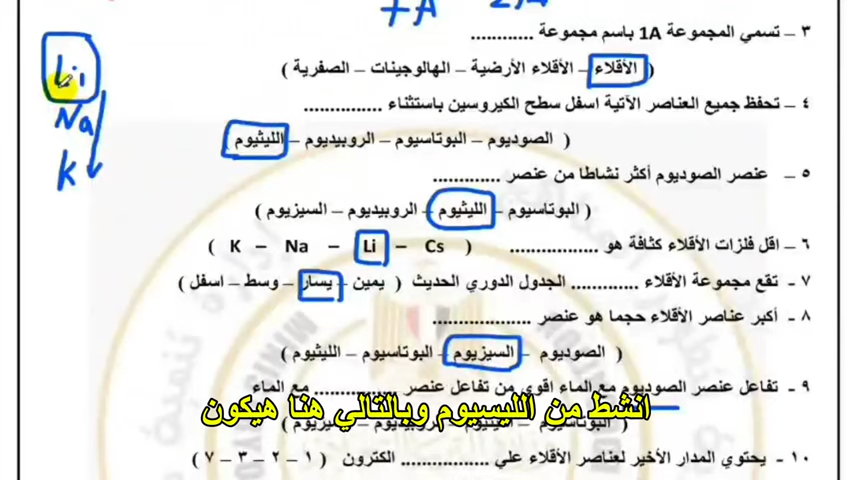 +A
٣ – تسمي المجموعة 1A باسم مجموعة ............
( الأقلاء – الأقلاء الأرضية – الهالوجينات – الصفرية )
Li
Na
K
٤ – تحفظ جميع العناصر الآتية اسفل سطح الكيروسين باستثناء ..............
( الصوديوم – البوتاسيوم – الروبيديوم – الليثيوم )
٥ – عنصر الصوديوم أكثر نشاطا من عنصر ............
( البوتاسيوم – الليثيوم – الروبيديوم – السيزيوم )
٦ – اقل فلزات الأقلاء كثافة هو ................ ( K – Na – Li – Cs )
٧ – تقع مجموعة الأقلاء ............ الجدول الدوري الحديث ( يمين – يسار – وسط – اسفل )
٨ – أكبر عناصر الأقلاء حجما هو عنصر ..................
( الصوديوم – السيزيوم – البوتاسيوم – الليثيوم )
٩ – تفاعل عنصر الصوديوم مع الماء اقوي من تفاعل عنصر .............. مع الماء
انشط من الليسيوم وبالتالي هنا هيكون
١٠ – يحتوي المدار الأخير لعناصر الأقلاء علي ................ الكترون ( ١ – ٢ – ٣ – ٧ )